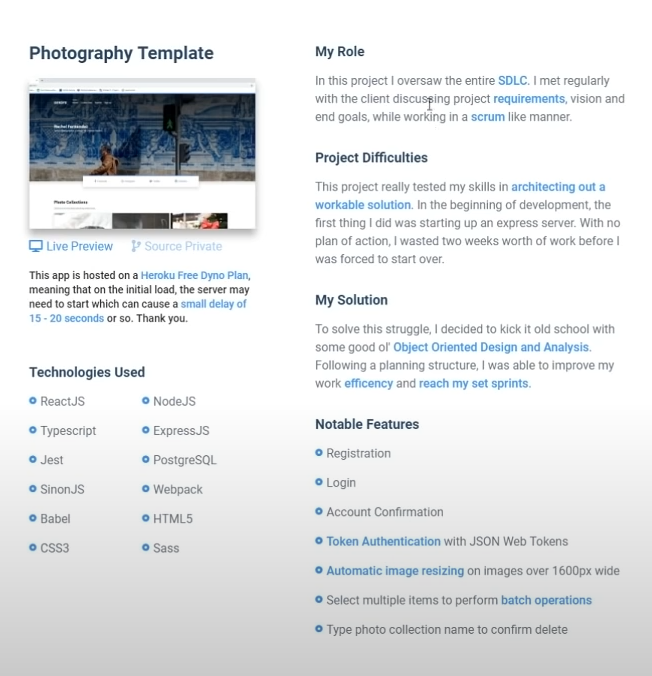 Photography Template
Rachel
Photo Collections
Live Preview
Source Private
This app is hosted on a Heroku Free Dyno Plan,
meaning that on the initial load, the server may
need to start which can cause a small delay of
15 - 20 seconds or so. Thank you.
Technologies Used
ReactJS
NodeJS
Typescript
ExpressJS
Jest
PostgreSQL
SinonJS
Webpack
Babel
HTML5
CSS3
Sass
My Role
In this project I oversaw the entire SDLC. I met regularly
with the client discussing project requirements, vision and
end goals, while working in a scrum like manner.
Project Difficulties
This project really tested my skills in architecting out a
workable solution. In the beginning of development, the
first thing I did was starting up an express server. With no
plan of action, I wasted two weeks worth of work before I
was forced to start over.
My Solution
To solve this struggle, I decided to kick it old school with
some good ol' Object Oriented Design and Analysis.
Following a planning structure, I was able to improve my
work efficency and reach my set sprints.
Notable Features
Registration
Login
Account Confirmation
Token Authentication with JSON Web Tokens
Automatic image resizing on images over 1600px wide
Select multiple items to perform batch operations
Type photo collection name to confirm delete